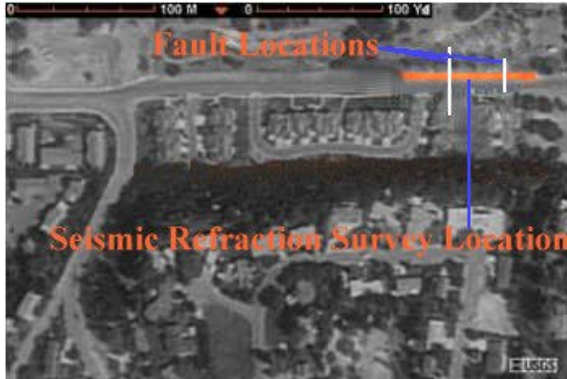 0 100 M 0 100 Yd
Fault Locations
Seismic Refraction Survey Location
USGS